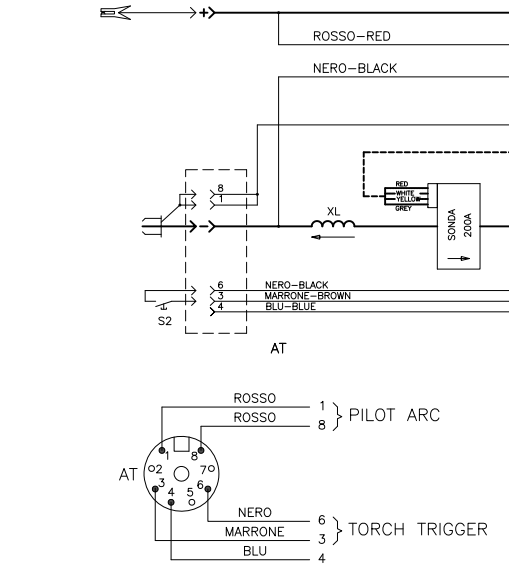 +
ROSSO-RED
NERO-BLACK
8
1
RED
WHITE
YELLOW
GREY
XL
-
SONDA
200A
6 NERO-BLACK
3 MARRONE-BROWN
4 BLU-BLUE
S2
AT
ROSSO 1
ROSSO 8
PILOT ARC
AT
1
8
2
7
3
6
4
5
NERO 6
MARRONE 3
TORCH TRIGGER
BLU 4